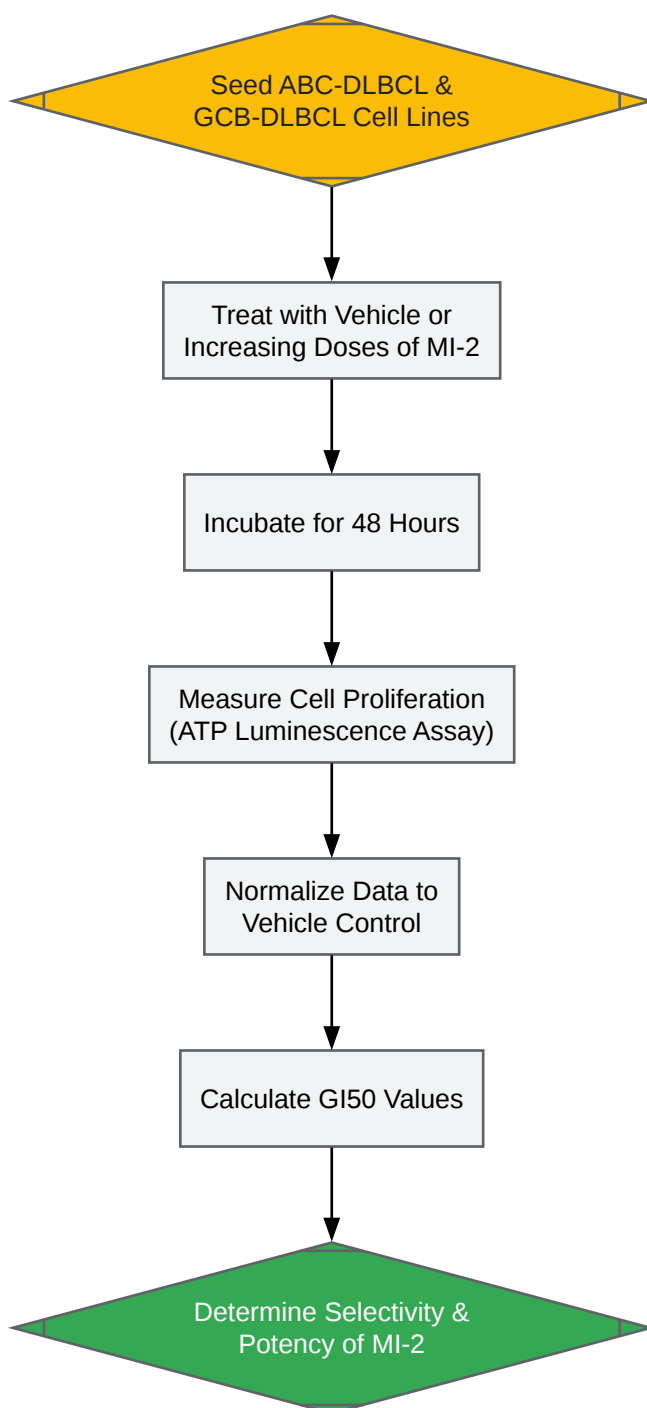 Seed ABC-DLBCL &
GCB-DLBCL Cell Lines
Treat with Vehicle or
Increasing Doses of MI-2
Incubate for 48 Hours
Measure Cell Proliferation
(ATP Luminescence Assay)
Normalize Data to
Vehicle Control
Calculate GI50 Values
Determine Selectivity &
Potency of MI-2